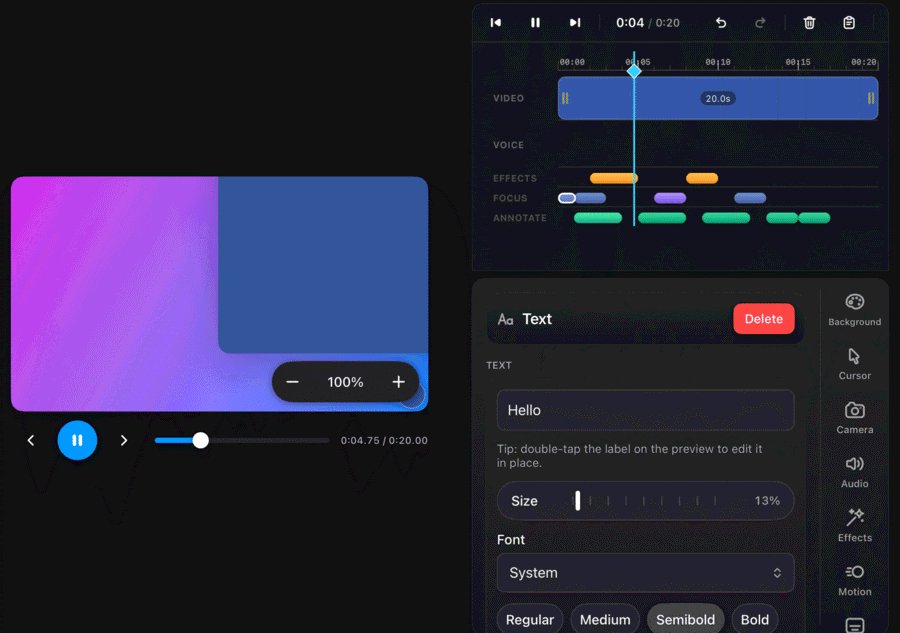 0:04 / 0:20
00:00 00:05 00:10 00:15 00:20
VIDEO
20.0s
VOICE
EFFECTS
FOCUS
ANNOTATE
100%
0:04.75 / 0:20.00
Text
Delete
TEXT
Hello
Tip: double-tap the label on the preview to edit it
in place.
Size
13%
Font
System
Regular
Medium
Semibold
Bold
Background
Cursor
Camera
Audio
Effects
Motion